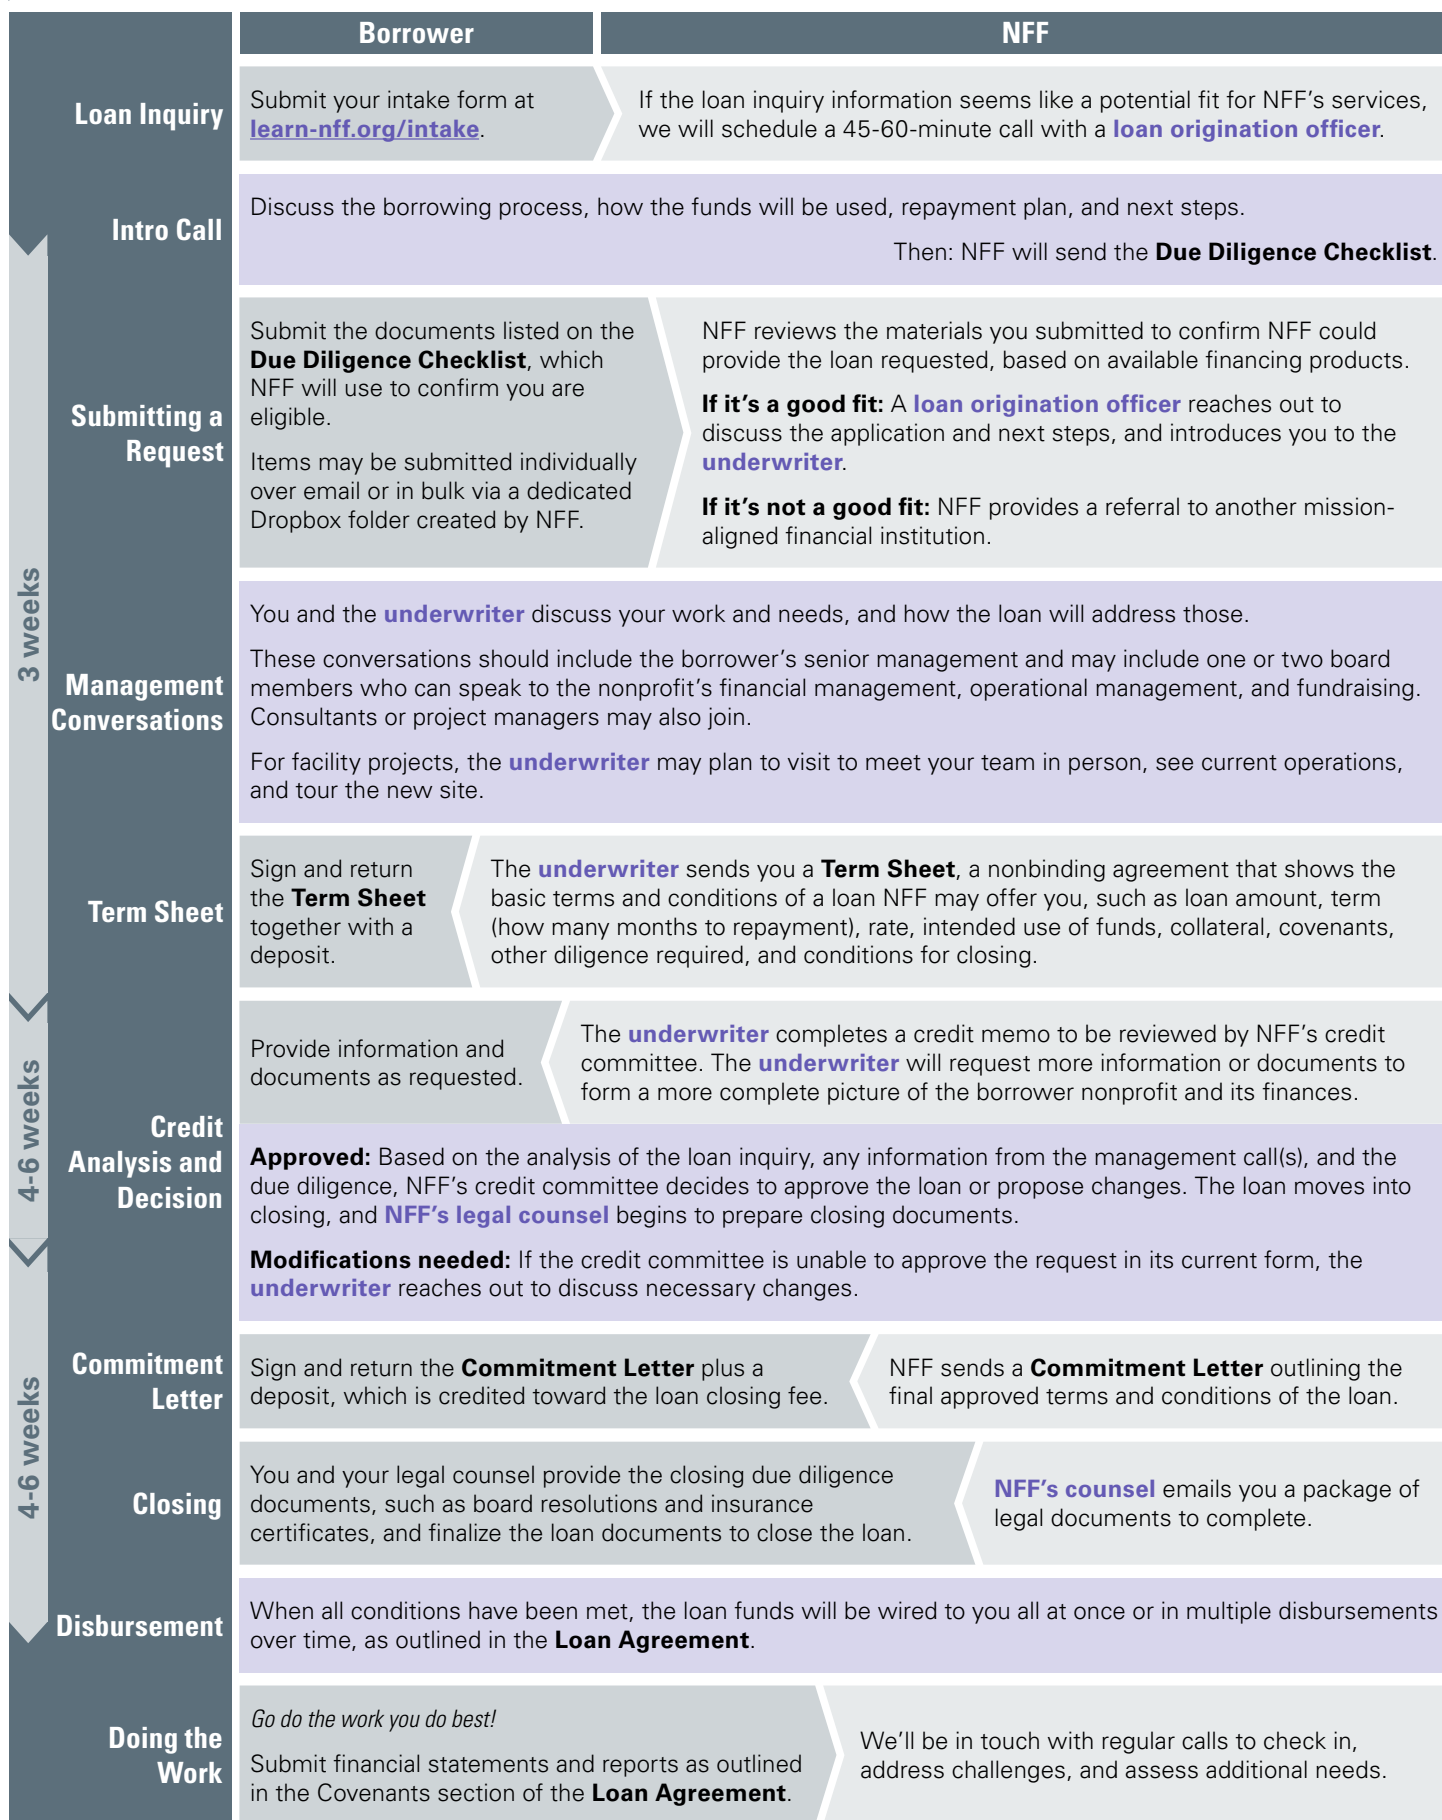 Borrower
NFF
Loan Inquiry
Submit your intake form at
learn-nff.org/intake.
If the loan inquiry information seems like a potential fit for NFF’s services,
we will schedule a 45-60-minute call with a loan origination officer.
Intro Call
Discuss the borrowing process, how the funds will be used, repayment plan, and next steps.
Then: NFF will send the Due Diligence Checklist.
3 weeks
Submitting a
Request
Submit the documents listed on the
Due Diligence Checklist, which
NFF will use to confirm you are
eligible.
Items may be submitted individually
over email or in bulk via a dedicated
Dropbox folder created by NFF.
NFF reviews the materials you submitted to confirm NFF could
provide the loan requested, based on available financing products.
If it’s a good fit: A loan origination officer reaches out to
discuss the application and next steps, and introduces you to the
underwriter.
If it’s not a good fit: NFF provides a referral to another mission-
aligned financial institution.
Management
Conversations
You and the underwriter discuss your work and needs, and how the loan will address those.
These conversations should include the borrower’s senior management and may include one or two board
members who can speak to the nonprofit’s financial management, operational management, and fundraising.
Consultants or project managers may also join.
For facility projects, the underwriter may plan to visit to meet your team in person, see current operations,
and tour the new site.
Term Sheet
Sign and return
the Term Sheet
together with a
deposit.
The underwriter sends you a Term Sheet, a nonbinding agreement that shows the
basic terms and conditions of a loan NFF may offer you, such as loan amount, term
(how many months to repayment), rate, intended use of funds, collateral, covenants,
other diligence required, and conditions for closing.
4-6 weeks
Credit
Analysis and
Decision
Provide information and
documents as requested.
The underwriter completes a credit memo to be reviewed by NFF’s credit
committee. The underwriter will request more information or documents to
form a more complete picture of the borrower nonprofit and its finances.
Approved: Based on the analysis of the loan inquiry, any information from the management call(s), and the
due diligence, NFF’s credit committee decides to approve the loan or propose changes. The loan moves into
closing, and NFF’s legal counsel begins to prepare closing documents.
Modifications needed: If the credit committee is unable to approve the request in its current form, the
underwriter reaches out to discuss necessary changes.
4-6 weeks
Commitment
Letter
Sign and return the Commitment Letter plus a
deposit, which is credited toward the loan closing fee.
NFF sends a Commitment Letter outlining the
final approved terms and conditions of the loan.
Closing
You and your legal counsel provide the closing due diligence
documents, such as board resolutions and insurance
certificates, and finalize the loan documents to close the loan.
NFF’s counsel emails you a package of
legal documents to complete.
Disbursement
When all conditions have been met, the loan funds will be wired to you all at once or in multiple disbursements
over time, as outlined in the Loan Agreement.
Doing the
Work
Go do the work you do best!
Submit financial statements and reports as outlined
in the Covenants section of the Loan Agreement.
We’ll be in touch with regular calls to check in,
address challenges, and assess additional needs.